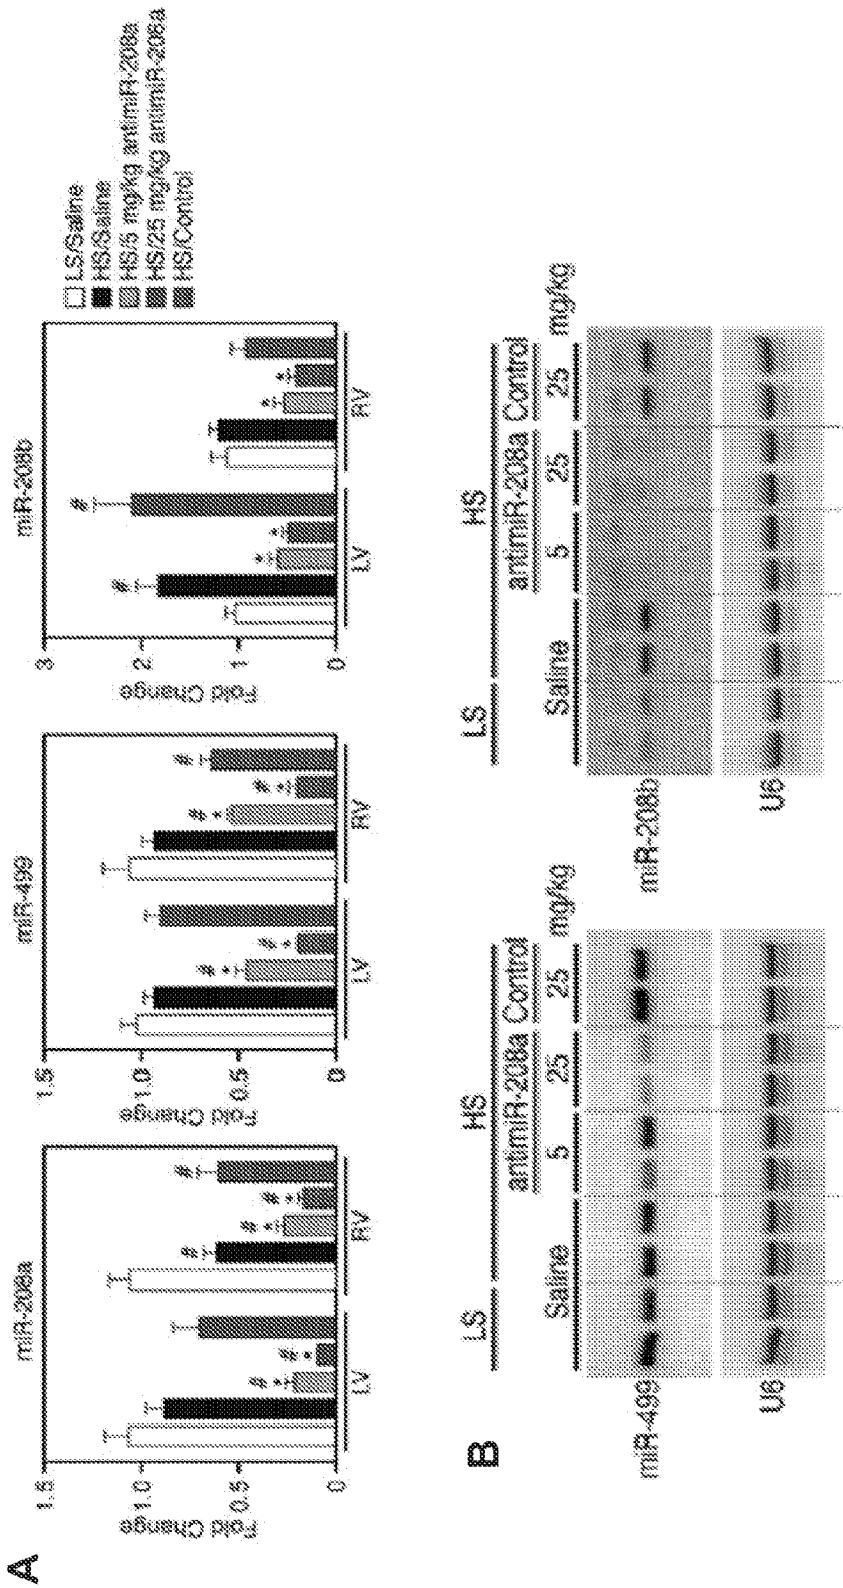 A
miR-208a
Fold Change
1.5
1.0
0.5
0
# * # * # # * # * #
LV RV
miR-499
Fold Change
1.5
1.0
0.5
0
# * # * # * # * #
LV RV
miR-208b
Fold Change
3
2
1
0
# * * # * *
LV RV
LS/Saline
HS/Saline
HS/5 mg/kg antimiR-208a
HS/25 mg/kg antimiR-208a
HS/Control
B
LS HS
antimiR-208a Control
Saline 5 25 25 mg/kg
miR-499
U6
LS HS
antimiR-208a Control
Saline 5 25 25 mg/kg
miR-208b
U6